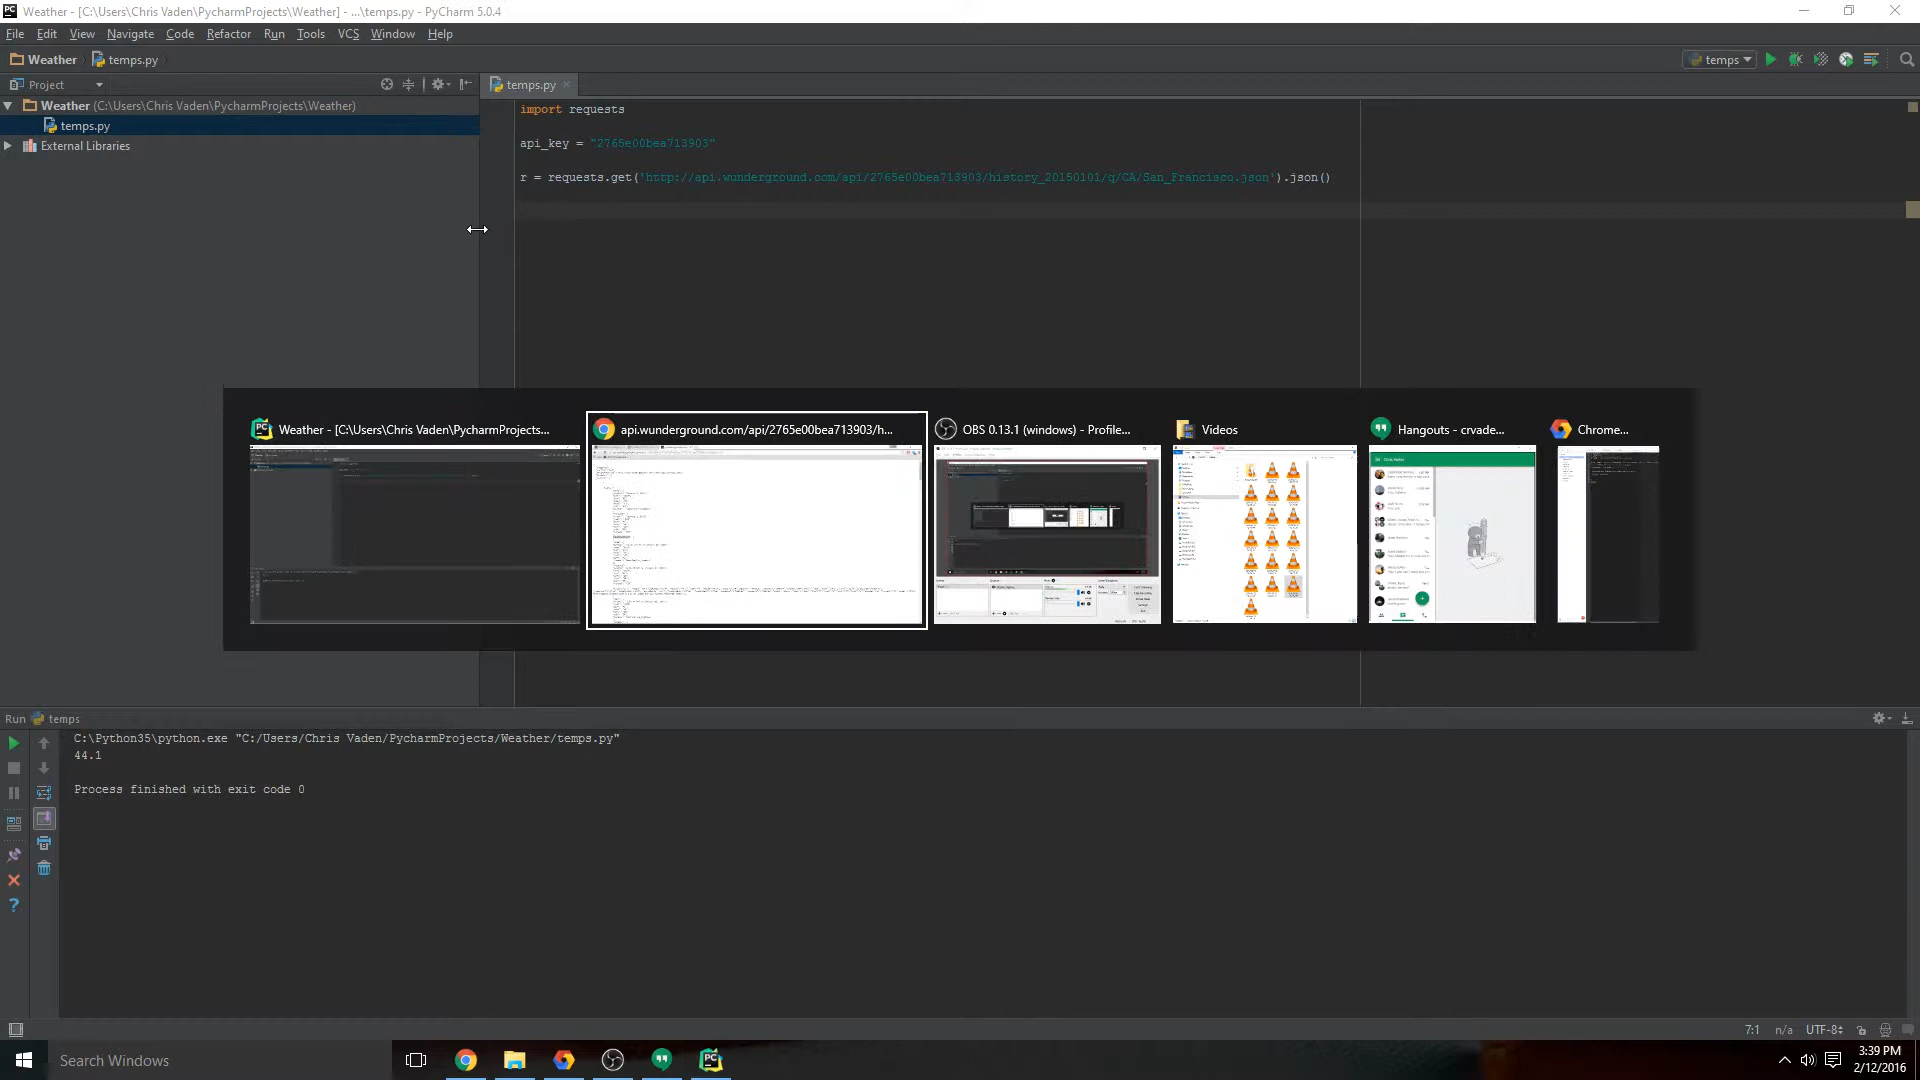 Weather - [C:\Users\Chris Vaden\PycharmProjects\Weather] - ...\temps.py - PyCharm 5.0.4
File Edit View Navigate Code Refactor Run Tools VCS Window Help
Weather temps.py
temps
Project
temps.py
Weather (C:\Users\Chris Vaden\PycharmProjects\Weather)
temps.py
External Libraries
import requests
api_key = "2765e00bea713903"
r = requests.get('http://api.wunderground.com/api/2765e00bea713903/history_20150101/q/CA/San_Francisco.json').json()
Weather - [C:\Users\Chris Vaden\PycharmProjects...
api.wunderground.com/api/2765e00bea713903/h...
OBS 0.13.1 (windows) - Profile...
Videos
Hangouts - crvade...
Chrome...
Run temps
C:\Python35\python.exe "C:/Users/Chris Vaden/PycharmProjects/Weather/temps.py"
44.1
Process finished with exit code 0
7:1 n/a UTF-8
Search Windows
3:39 PM
2/12/2016